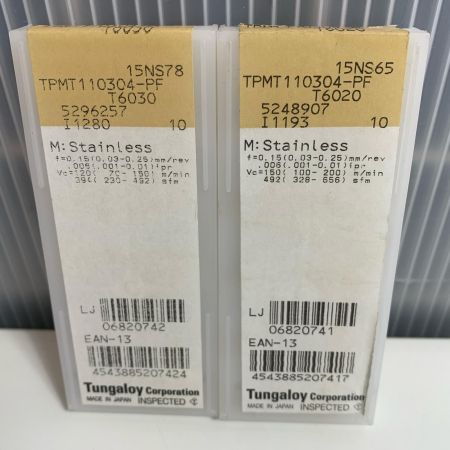 15NS78
TPMT110304-PF
T6030
5296257
I1280 10
M:Stainless
f=0.15(0.03-0.25)mm/rev
.006(.001-0.01)ipr
Vc=120( 70- 150) m/min
394( 230- 492) sfm
LJ
06820742
EAN-13
4543885207424
Tungaloy Corporation
MADE IN JAPAN INSPECTED
15NS65
TPMT110304-PF
T6020
5248907
I1193 10
M:Stainless
f=0.15(0.03-0.25)mm/rev
.006(.001-0.01)ipr
Vc=150( 100- 200) m/min
492( 328- 656) sfm
LJ
06820741
EAN-13
4543885207417
Tungaloy Corporation
MADE IN JAPAN INSPECTED